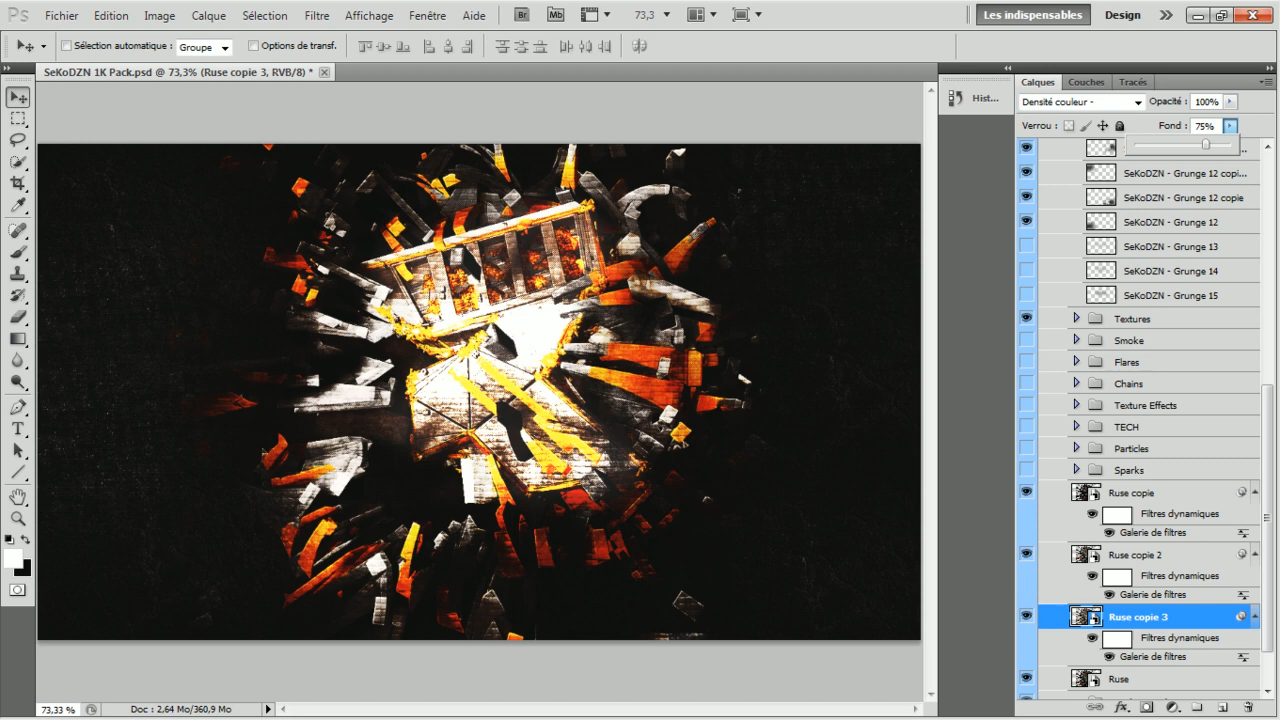 Ps Fichier Edition Image Calque Sélection Filtres Affichage Fenêtre Aide Br Mb 73,3 Les indispensables Design
Sélection automatique : Groupe Options de transf.
SeKoDZN 1K Pack.psd @ 73,3% (Ruse copie 3, RVB/8) *
Hist...
Calques Couches Tracés
Densité couleur - Opacité : 100%
Verrou : Fond : 75%
SeKoDZN - Grunge 12 copi...
SeKoDZN - Grunge 12 copie
SeKoDZN - Grunge 12
SeKoDZN - Grunge 13
SeKoDZN - Grunge 14
SeKoDZN - Grunge 15
Textures
Smoke
Flares
Chains
Texture Effects
TECH
Particles
Sparks
Ruse copie
Filtres dynamiques
Galerie de filtres
Ruse copie 2
Filtres dynamiques
Galerie de filtres
Ruse copie 3
Filtres dynamiques
Galerie de filtres
Ruse
73,33 % Doc : 2,64 Mo/360,9 Mo